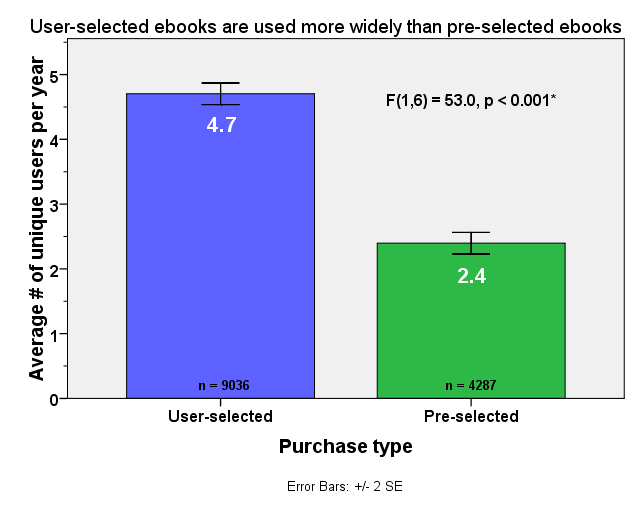 User-selected ebooks are used more widely than pre-selected ebooks
Average # of unique users per year
5
4
3
2
1
0
F(1,6) = 53.0, p < 0.001*
4.7
2.4
n = 9036
n = 4287
User-selected
Pre-selected
Purchase type
Error Bars: +/- 2 SE